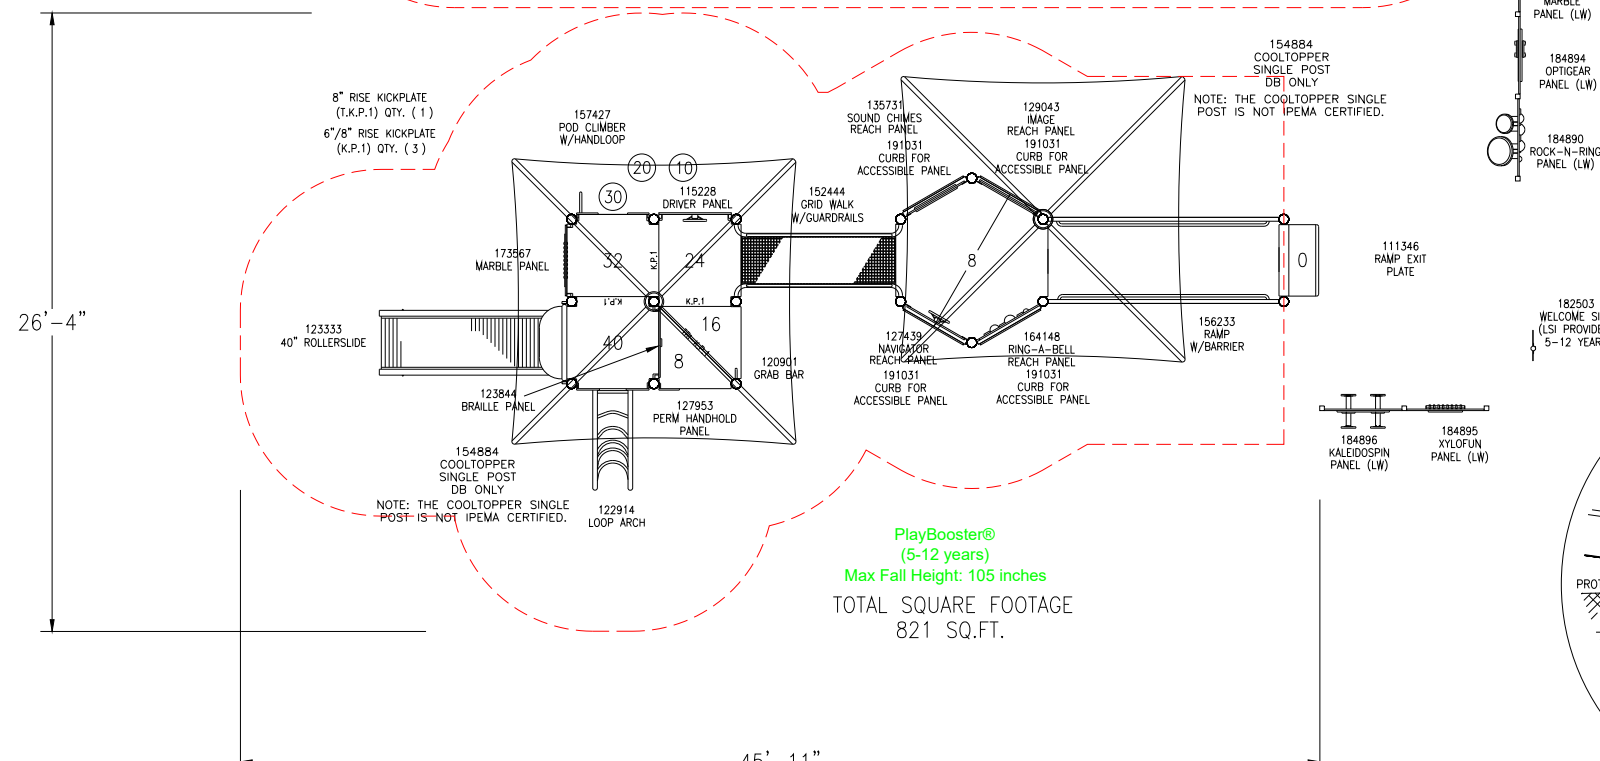 MARBLE
PANEL (LW)
184894
OPTIGEAR
PANEL (LW)
184890
ROCK-N-RING
PANEL (LW)
154884
COOLTOPPER
SINGLE POST
DB ONLY
NOTE: THE COOLTOPPER SINGLE
POST IS NOT IPEMA CERTIFIED.
8" RISE KICKPLATE
(T.K.P.1) QTY. ( 1 )
6"/8" RISE KICKPLATE
(K.P.1) QTY. ( 3 )
157427
POD CLIMBER
W/HANDLOOP
135731
SOUND CHIMES
REACH PANEL
191031
CURB FOR
ACCESSIBLE PANEL
129043
IMAGE
REACH PANEL
191031
CURB FOR
ACCESSIBLE PANEL
20
10
30
115228
DRIVER PANEL
152444
GRID WALK
W/GUARDRAILS
173567
MARBLE PANEL
32
K.P.1
24
8
0
111346
RAMP EXIT
PLATE
K.P.1
K.P.1
26'-4"
123333
40" ROLLERSLIDE
40
16
8
120901
GRAB BAR
127439
NAVIGATOR
REACH PANEL
191031
CURB FOR
ACCESSIBLE PANEL
164148
RING-A-BELL
REACH PANEL
191031
CURB FOR
ACCESSIBLE PANEL
156233
RAMP
W/BARRIER
182503
WELCOME SI
(LSI PROVIDE
5-12 YEAR
123844
BRAILLE PANEL
127953
PERM HANDHOLD
PANEL
184896
KALEIDOSPIN
PANEL (LW)
184895
XYLOFUN
PANEL (LW)
154884
COOLTOPPER
SINGLE POST
DB ONLY
NOTE: THE COOLTOPPER SINGLE
POST IS NOT IPEMA CERTIFIED.
122914
LOOP ARCH
PlayBooster®
(5-12 years)
Max Fall Height: 105 inches
TOTAL SQUARE FOOTAGE
821 SQ.FT.
PROT
45'-11"